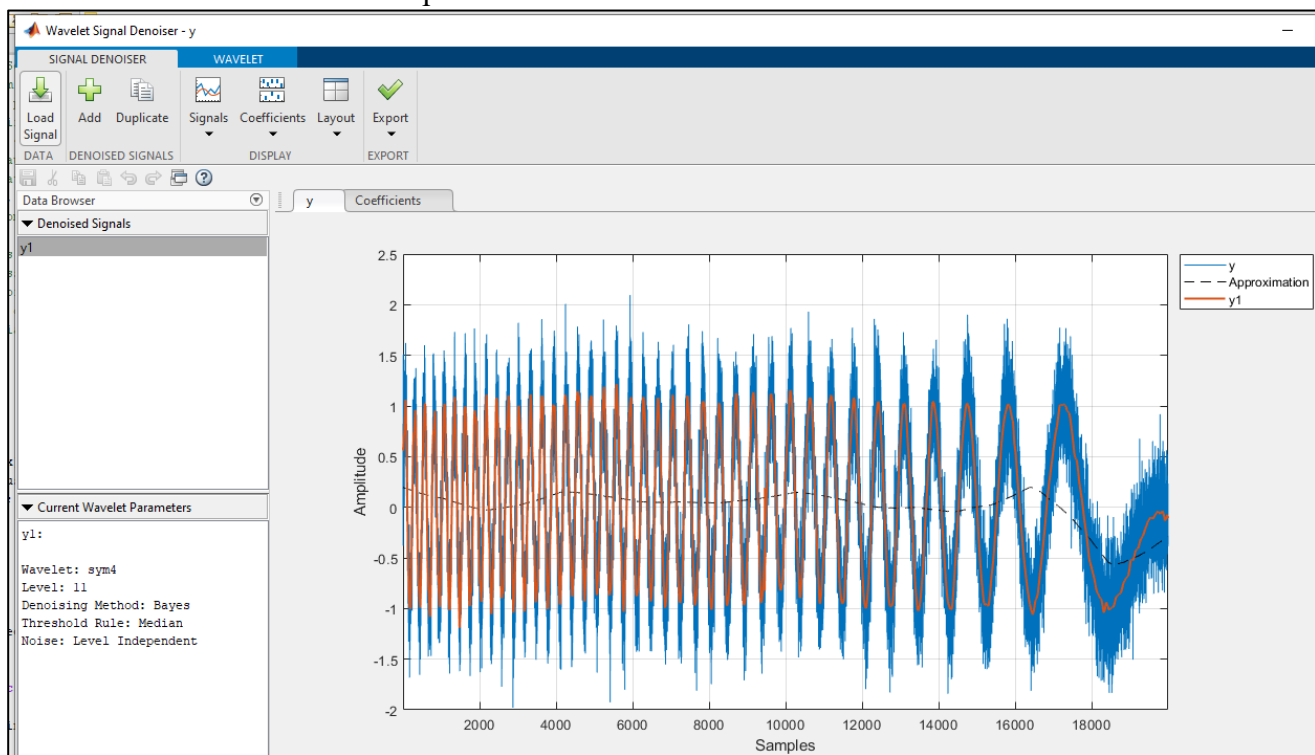 Wavelet Signal Denoiser - y
SIGNAL DENOISER WAVELET
Load Signal Add Duplicate Signals Coefficients Layout Export
DATA DENOISED SIGNALS DISPLAY EXPORT
Data Browser
y Coefficients
Denoised Signals
y1
2.5
2
1.5
1
0.5
0
-0.5
-1
-1.5
-2
Amplitude
2000 4000 6000 8000 10000 12000 14000 16000 18000
Samples
y
Approximation
y1
Current Wavelet Parameters
y1:
Wavelet: sym4
Level: 11
Denoising Method: Bayes
Threshold Rule: Median
Noise: Level Independent